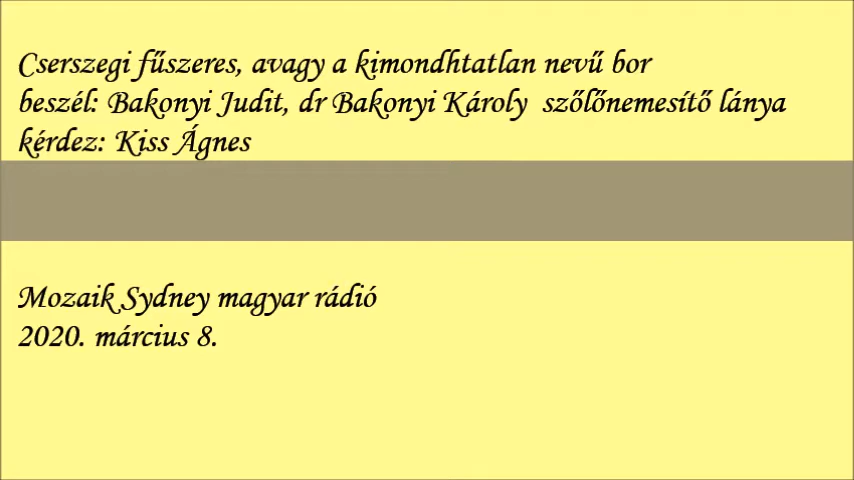 Cserszegi fűszeres, avagy a kimondhtatlan nevű bor
beszél: Bakonyi Judit, dr Bakonyi Károly szőlőnemesítő lánya
kérdez: Kiss Ágnes
Mozaik Sydney magyar rádió
2020. március 8.